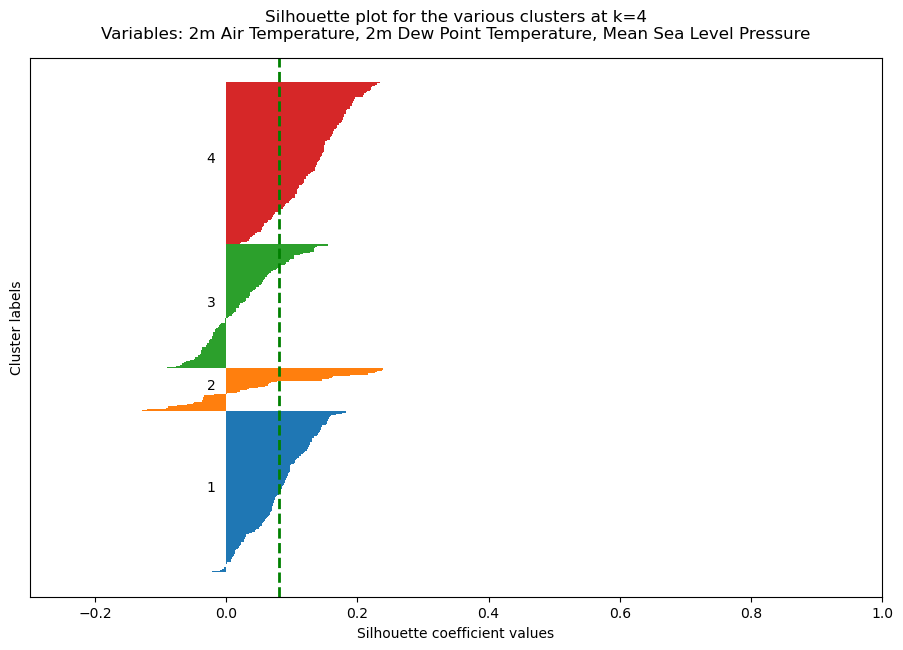 Silhouette plot for the various clusters at k=4
Variables: 2m Air Temperature, 2m Dew Point Temperature, Mean Sea Level Pressure
Cluster labels
4
3
2
1
−0.2 0.0 0.2 0.4 0.6 0.8 1.0
Silhouette coefficient values